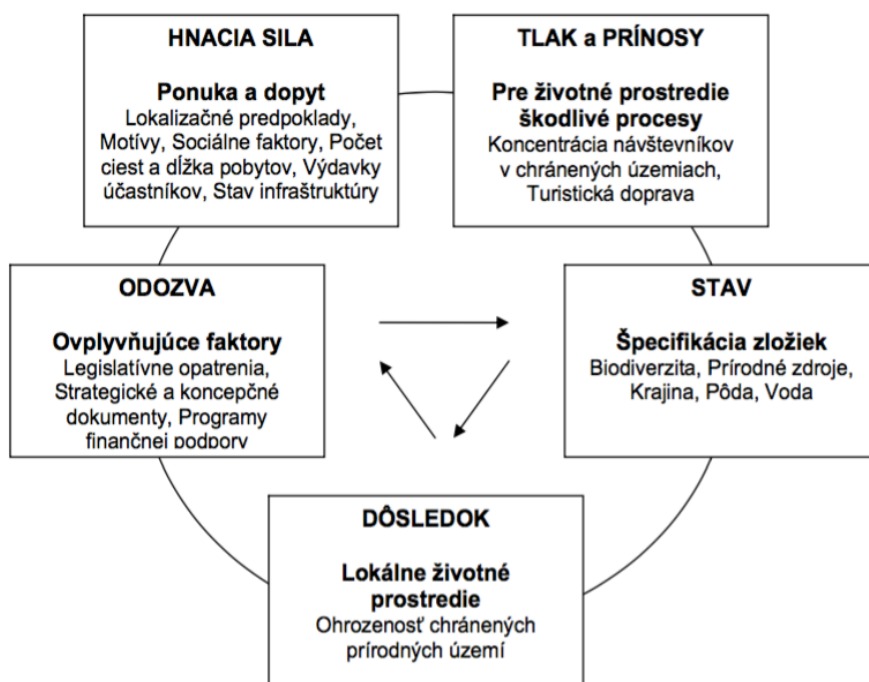 HNACIA SILA
Ponuka a dopyt
Lokalizačné predpoklady,
Motívy, Sociálne faktory, Počet
ciest a dĺžka pobytov, Výdavky
účastníkov, Stav infraštruktúry
TLAK a PRÍNOSY
Pre životné prostredie
škodlivé procesy
Koncentrácia návštevníkov
v chránených územiach,
Turistická doprava
ODOZVA
Ovplyvňujúce faktory
Legislatívne opatrenia,
Strategické a koncepčné
dokumenty, Programy
finančnej podpory
STAV
Špecifikácia zložiek
Biodiverzita, Prírodné zdroje,
Krajina, Pôda, Voda
DÔSLEDOK
Lokálne životné
prostredie
Ohrozenosť chránených
prírodných území